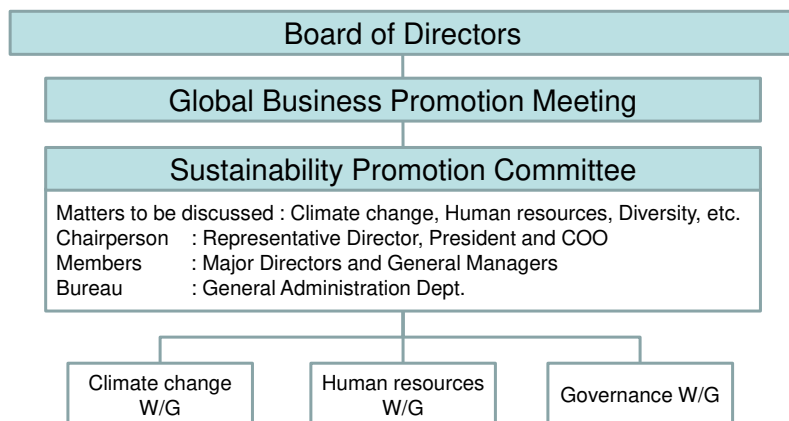 Board of Directors
Global Business Promotion Meeting
Sustainability Promotion Committee
Matters to be discussed : Climate change, Human resources, Diversity, etc.
Chairperson : Representative Director, President and COO
Members : Major Directors and General Managers
Bureau : General Administration Dept.
Climate change
W/G
Human resources
W/G
Governance W/G